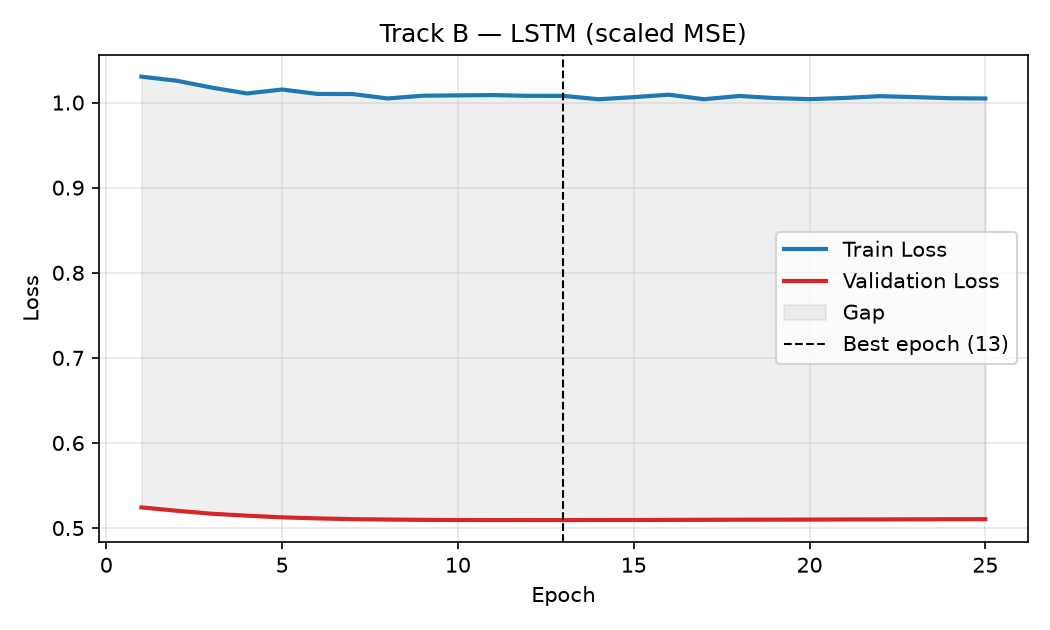 Track B — LSTM (scaled MSE)
1.0
0.9
0.8
0.7
0.6
0.5
Loss
Train Loss
Validation Loss
Gap
Best epoch (13)
0 5 10 15 20 25
Epoch